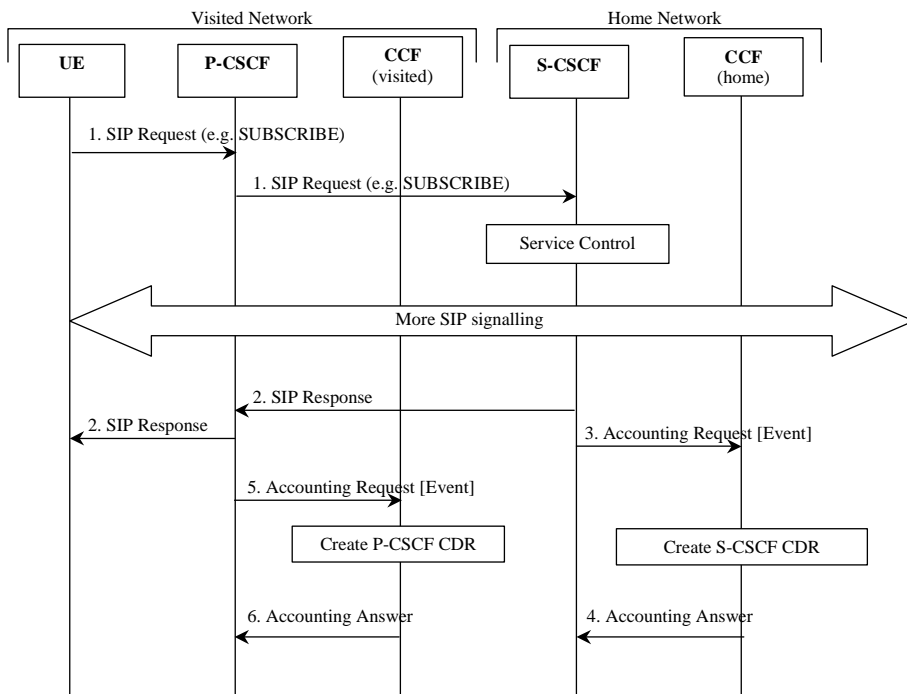 Visited Network
Home Network
UE
P-CSCF
CCF
(visited)
S-CSCF
CCF
(home)
1. SIP Request (e.g. SUBSCRIBE)
1. SIP Request (e.g. SUBSCRIBE)
Service Control
More SIP signalling
2. SIP Response
2. SIP Response
3. Accounting Request [Event]
5. Accounting Request [Event]
Create P-CSCF CDR
Create S-CSCF CDR
6. Accounting Answer
4. Accounting Answer